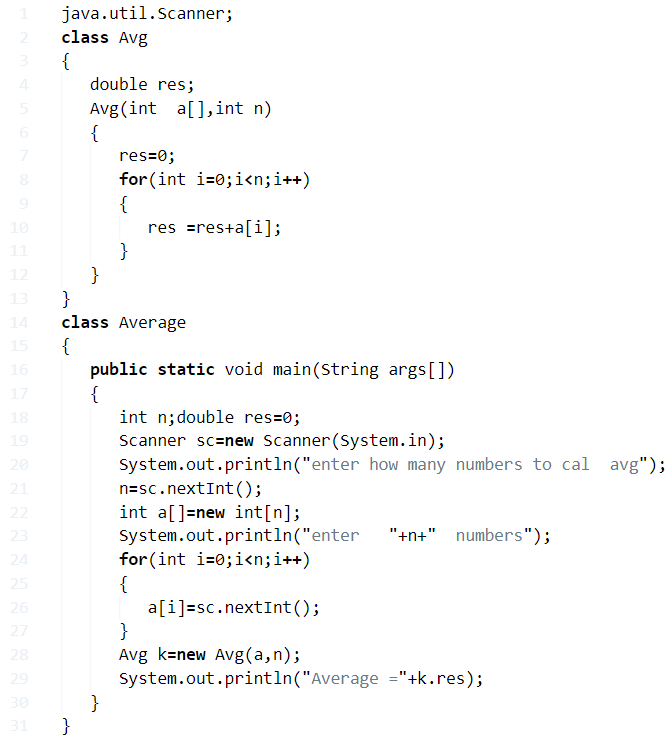 1 java.util.Scanner;
2 class Avg
3 {
4 double res;
5 Avg(int  a[],int n)
6 {
7 res=0;
8 for(int i=0;i<n;i++)
9 {
10 res =res+a[i];
11 }
12 }
13 }
14 class Average
15 {
16 public static void main(String args[])
17 {
18 int n;double res=0;
19 Scanner sc=new Scanner(System.in);
20 System.out.println("enter how many numbers to cal  avg");
21 n=sc.nextInt();
22 int a[]=new int[n];
23 System.out.println("enter   "+n+"  numbers");
24 for(int i=0;i<n;i++)
25 {
26 a[i]=sc.nextInt();
27 }
28 Avg k=new Avg(a,n);
29 System.out.println("Average ="+k.res);
30 }
31 }